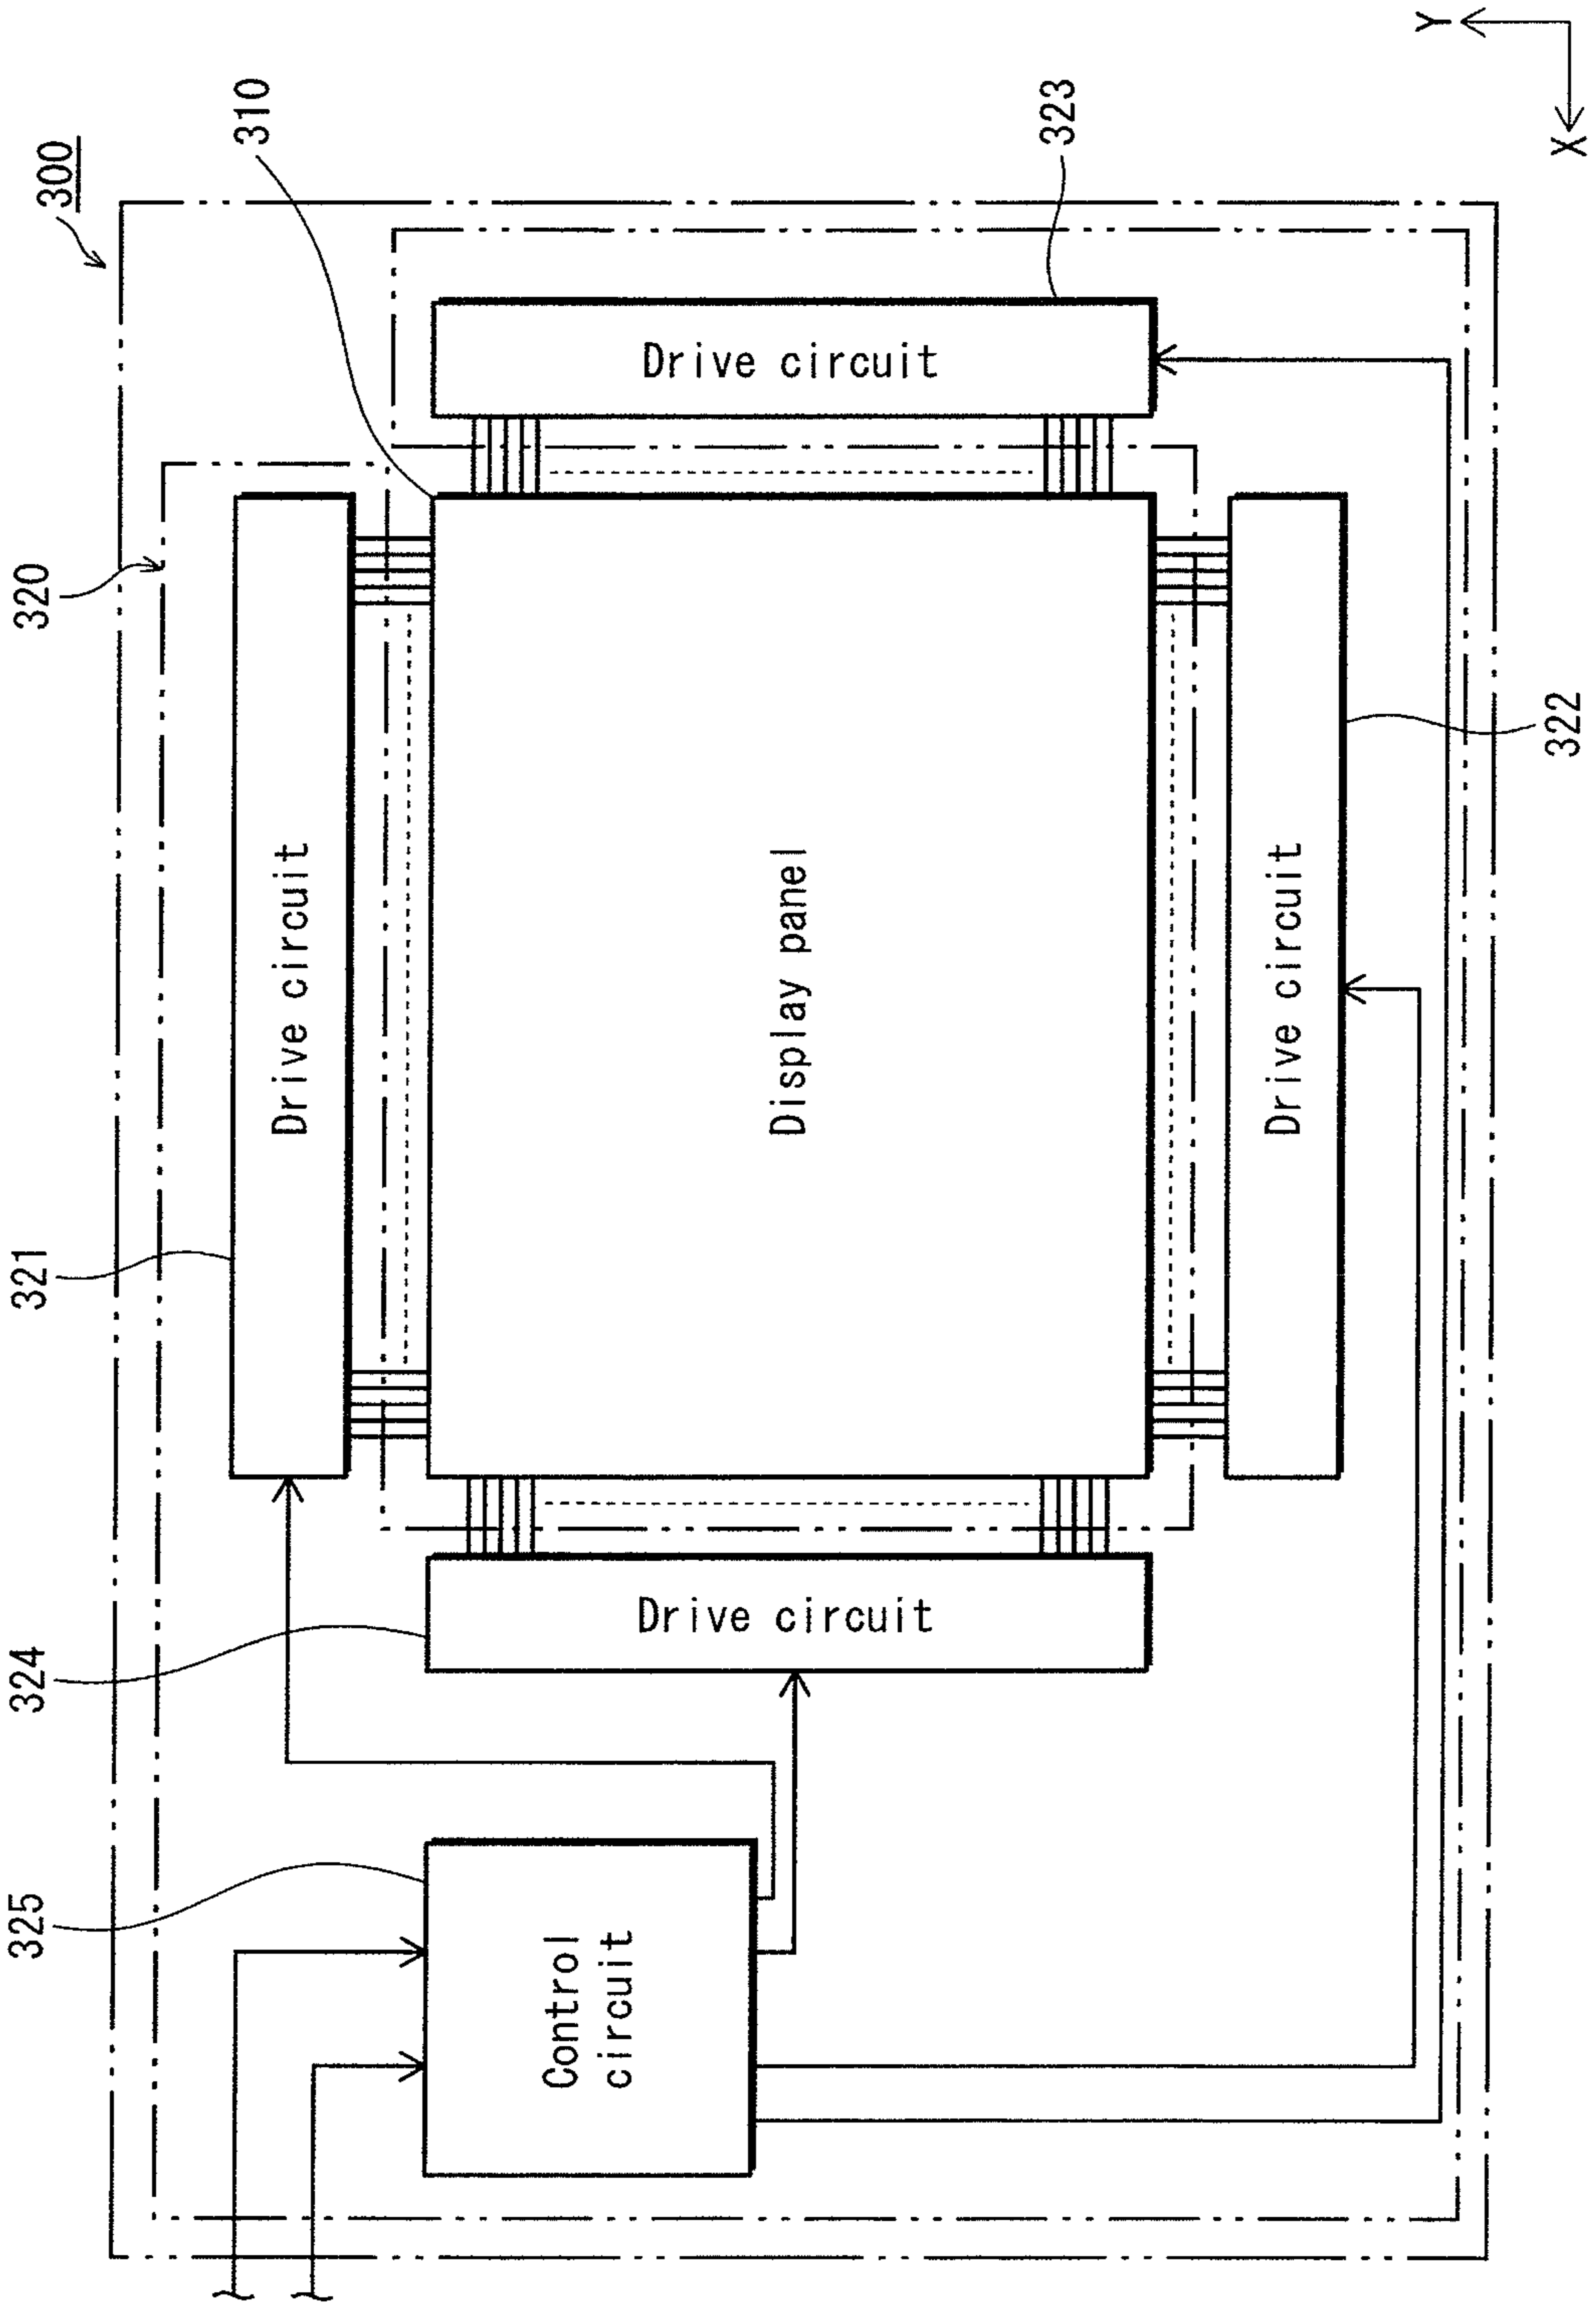 325
324
321
320
300
310
Drive circuit
Control
circuit
Drive circuit
Display panel
Drive circuit
323
Drive circuit
322
Y
X